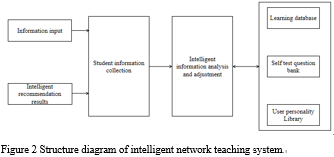 Information input
Intelligent
recommendation
results
Student information
collection
Intelligent
information analysis
and adjustment
Learning database
Self test question
bank
User personality
Library
Figure 2 Structure diagram of intelligent network teaching system.